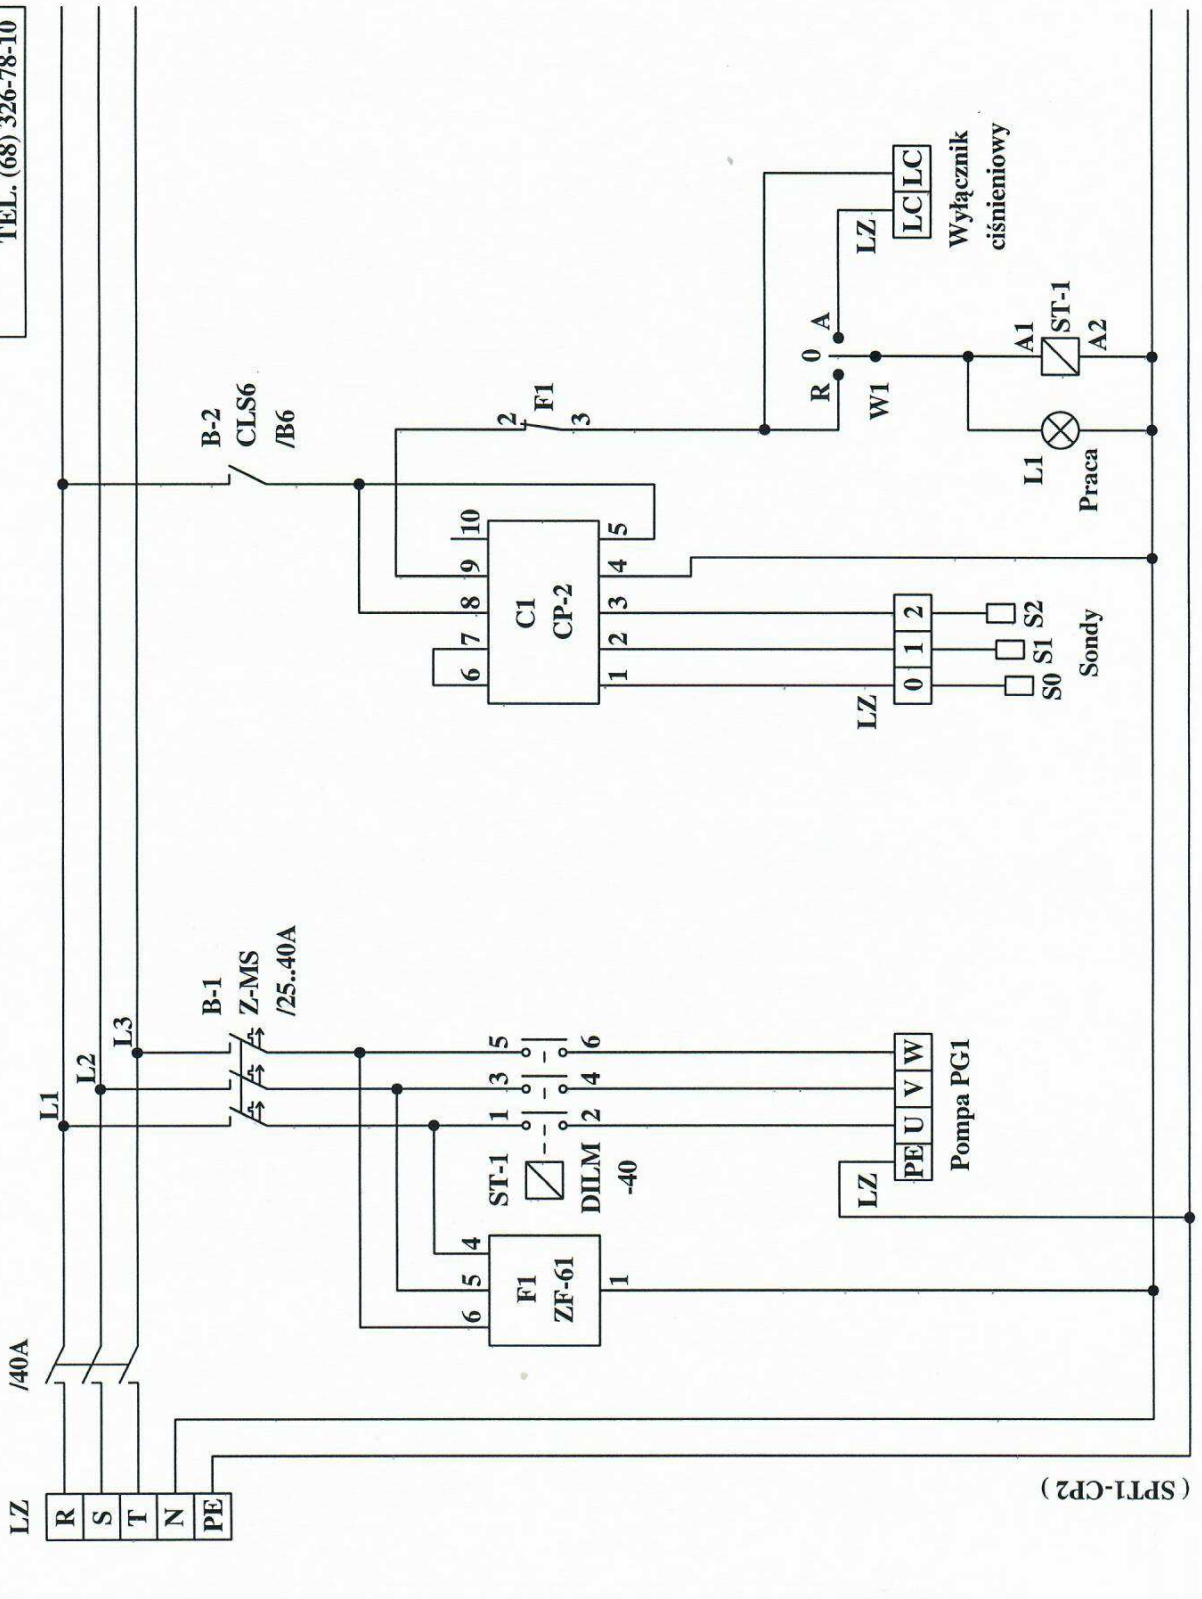 TEL. (68) 326-78-10
LZ
/40A
R
S
T
N
PE
L1
L2
L3
B-1
Z-MS
/25..40A
B-2
CLS6
/B6
F1
ZF-61
6 5 4
1
ST-1
DILM
-40
1 3 5
2 4 6
LZ
PE U V W
Pompa PG1
C1
CP-2
6 7 8 9 10
1 2 3 4 5
LZ
0 1 2
S0 S1 S2
Sondy
2
F1
3
R 0 A
W1
LZ
LC LC
Wyłącznik
ciśnieniowy
L1
Praca
A1
ST-1
A2
( SPT1-CP2 )